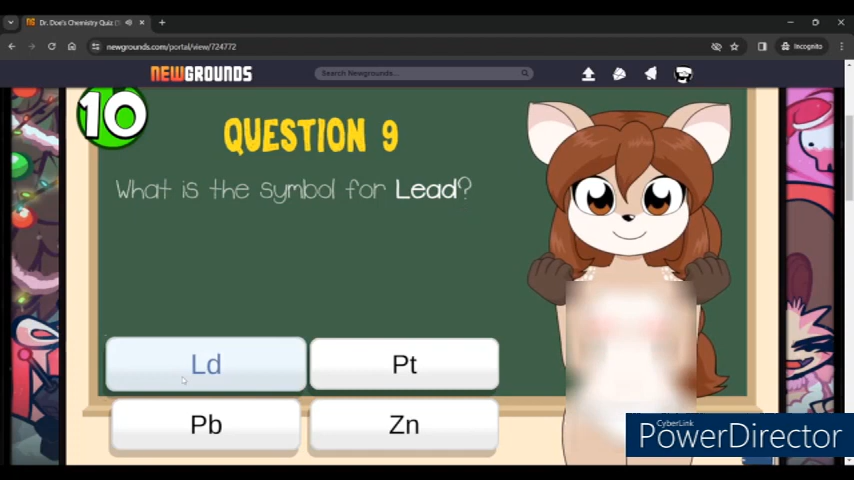 Dr. Doe's Chemistry Quiz (
newgrounds.com/portal/view/724772
Incognito
NEWGROUNDS
Search Newgrounds...
10
QUESTION 9
What is the symbol for Lead?
Ld
Pt
Pb
Zn
CyberLink
PowerDirector